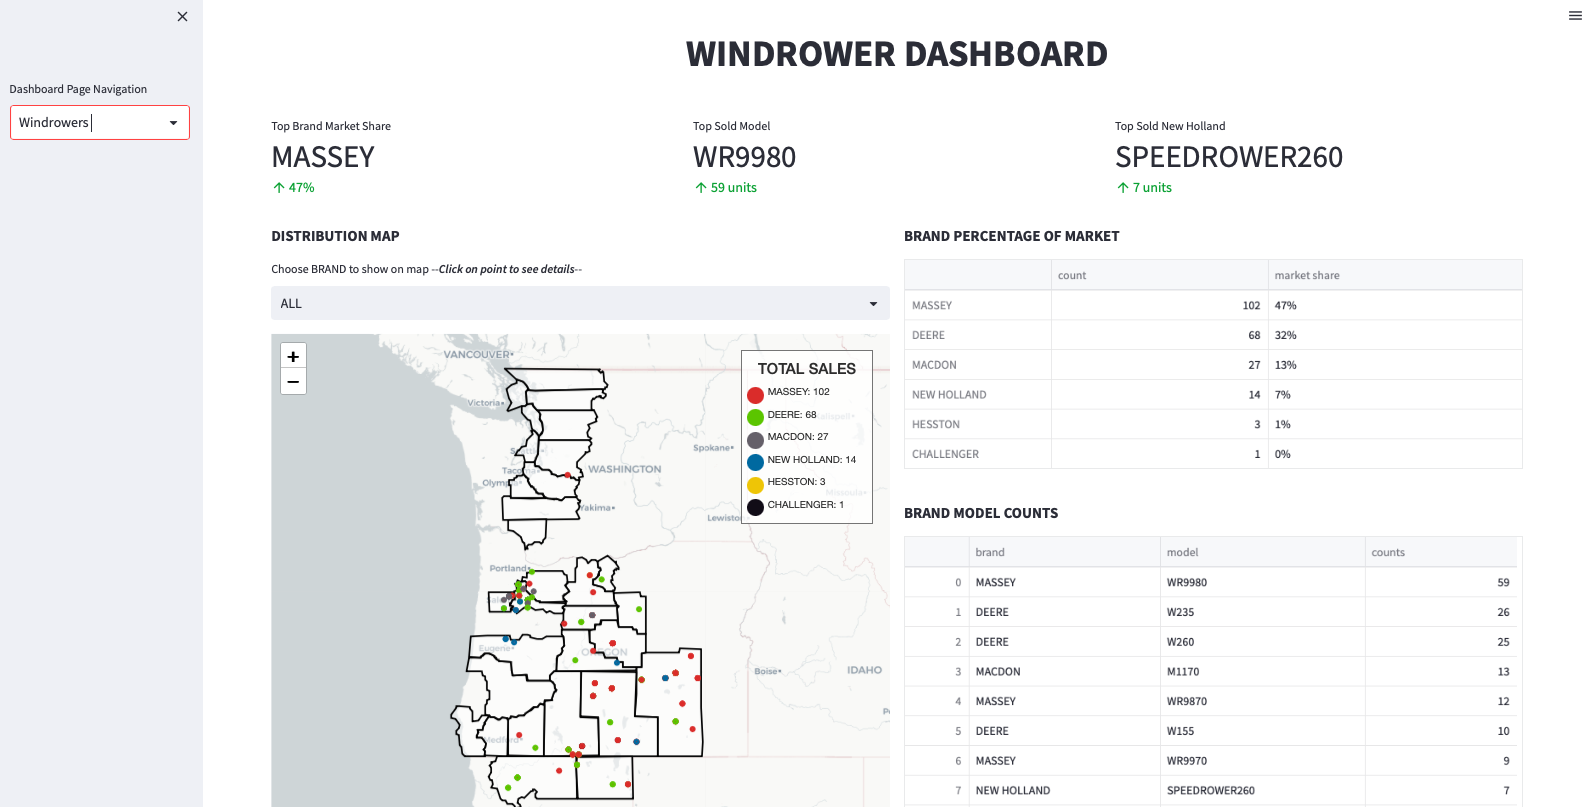 Dashboard Page Navigation
Windrowers
WINDROWER DASHBOARD
Top Brand Market Share
MASSEY
↑ 47%
Top Sold Model
WR9980
↑ 59 units
Top Sold New Holland
SPEEDROWER260
↑ 7 units
DISTRIBUTION MAP
Choose BRAND to show on map --Click on point to see details--
ALL
+
−
VANCOUVER
Victoria
Spokane
WASHINGTON
Yakima
Portland
Eugene
OREGON
Boise
IDAHO
Medford
TOTAL SALES
MASSEY: 102
DEERE: 68
MACDON: 27
NEW HOLLAND: 14
HESSTON: 3
CHALLENGER: 1
BRAND PERCENTAGE OF MARKET
count market share
MASSEY 102 47%
DEERE 68 32%
MACDON 27 13%
NEW HOLLAND 14 7%
HESSTON 3 1%
CHALLENGER 1 0%
BRAND MODEL COUNTS
brand model counts
0 MASSEY WR9980 59
1 DEERE W235 26
2 DEERE W260 25
3 MACDON M1170 13
4 MASSEY WR9870 12
5 DEERE W155 10
6 MASSEY WR9970 9
7 NEW HOLLAND SPEEDROWER260 7